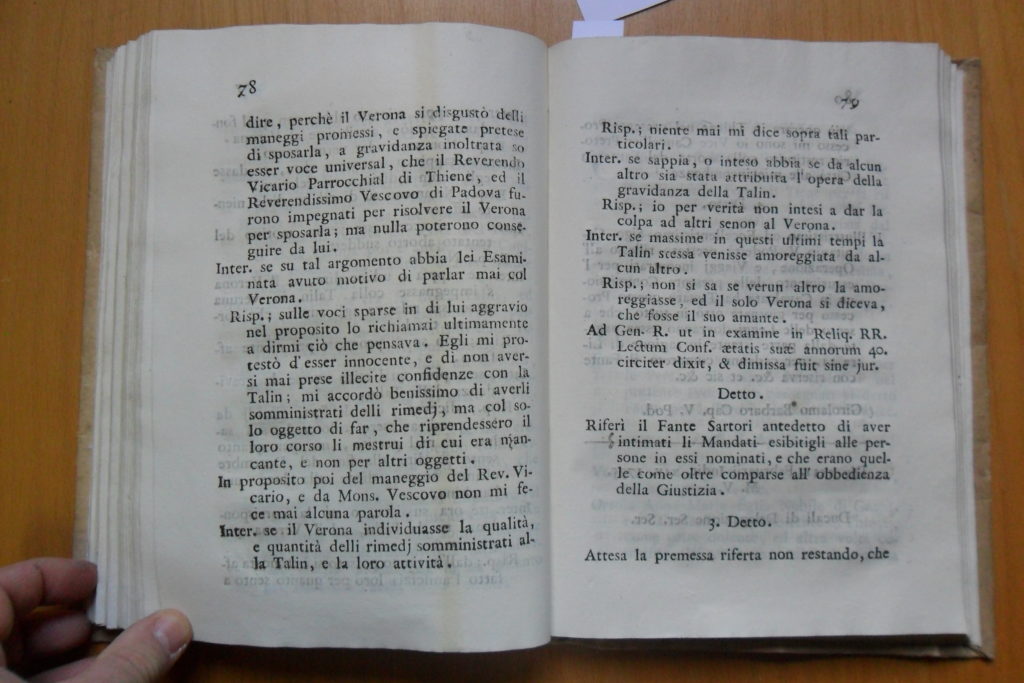 78
dire, perchè il Verona si disgustò delli
maneggi promessi, e spiegate pretese
di sposarla, a gravidanza inoltrata so
esser voce universal, che il Reverendo
Vicario Parrocchial di Thiene, ed il
Reverendissimo Vescovo di Padova fu-
rono impegnati per risolvere il Verona
per sposarla; ma nulla poterono conse-
guire da lui.
Inter. se su tal argomento abbia lei Esami-
nata avuto motivo di parlar mai col
Verona.
Risp.; sulle voci sparse in di lui aggravio
nel proposito lo richiamai ultimamente
a dirmi ciò che pensava. Egli mi pro-
testò d'esser innocente, e di non aver-
si mai prese illecite confidenze con la
Talin; mi accordò benissimo di averli
somministrati delli rimedj, ma col so-
lo oggetto di far, che riprendessero il
loro corso li mestrui di cui era man-
cante, e non per altri oggetti.
In proposito poi del maneggio del Rev. Vi-
cario, e da Mons. Vescovo non mi fe-
ce mai alcuna parola.
Inter. se il Verona individuasse la qualità,
e quantità delli rimedj somministrati al-
la Talin, e la loro attività.
79
Risp.; niente mai mi dice sopra tali par-
ticolari.
Inter. se sappia, o inteso abbia se da alcun
altro sia stata attribuita l'opera della
gravidanza della Talin.
Risp.; io per verità non intesi a dar la
colpa ad altri senon al Verona.
Inter. se massime in questi ultimi tempi la
Talin stessa venisse amoreggiata da al-
cun altro.
Risp.; non si sa se verun altro la amo-
reggiasse, ed il solo Verona si diceva,
che fosse il suo amante.
Ad Gen. R. ut in examine in Reliq. RR.
Lectum Conf. ætatis suæ annorum 40.
circiter dixit, & dimissa fuit sine jur.
Detto.
Riferì il Fante Sartori antedetto di aver
intimati li Mandati esibitigli alle per-
sone in essi nominati, e che erano quel-
le come oltre comparse all' obbedienza
della Giustizia.
3. Detto.
Attesa la premessa riferta non restando, che